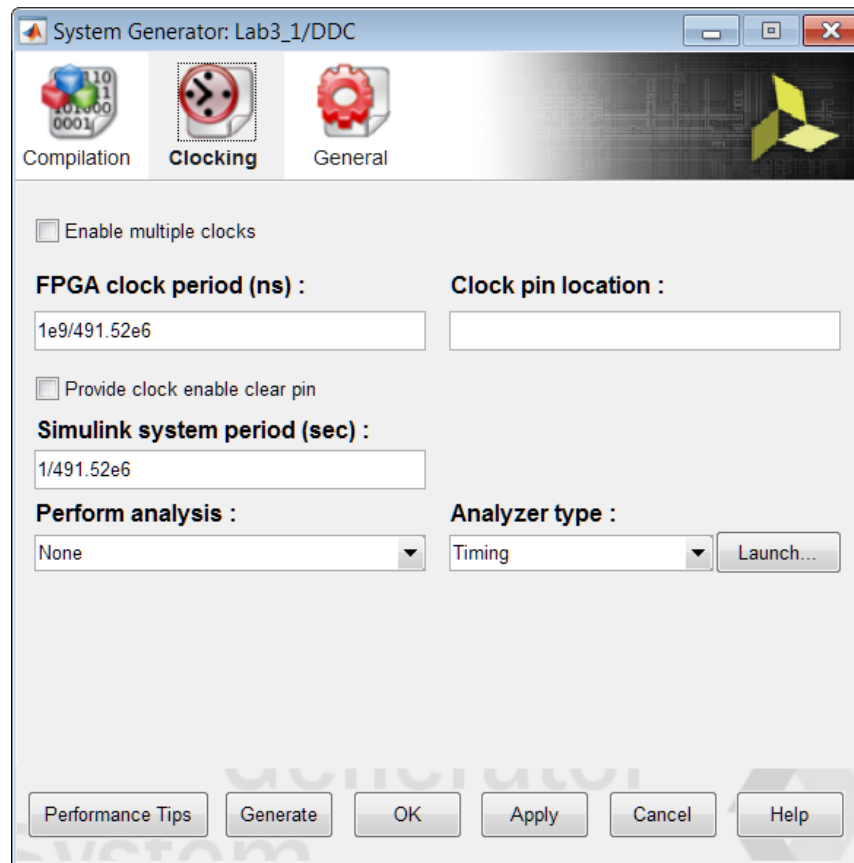 System Generator: Lab3_1/DDC
Compilation
Clocking
General
Enable multiple clocks
FPGA clock period (ns) :
Clock pin location :
1e9/491.52e6
Provide clock enable clear pin
Simulink system period (sec) :
1/491.52e6
Perform analysis :
Analyzer type :
None
Timing
Launch...
Performance Tips
Generate
OK
Apply
Cancel
Help
System
Generator